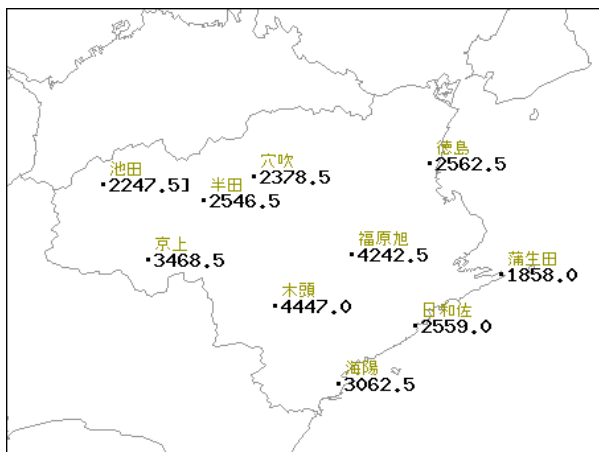 徳島
2562.5
穴吹
2378.5
池田
2247.5]
半田
2546.5
福原旭
4242.5
京上
3468.5
蒲生田
1858.0
木頭
4447.0
日和佐
2559.0
海陽
3062.5